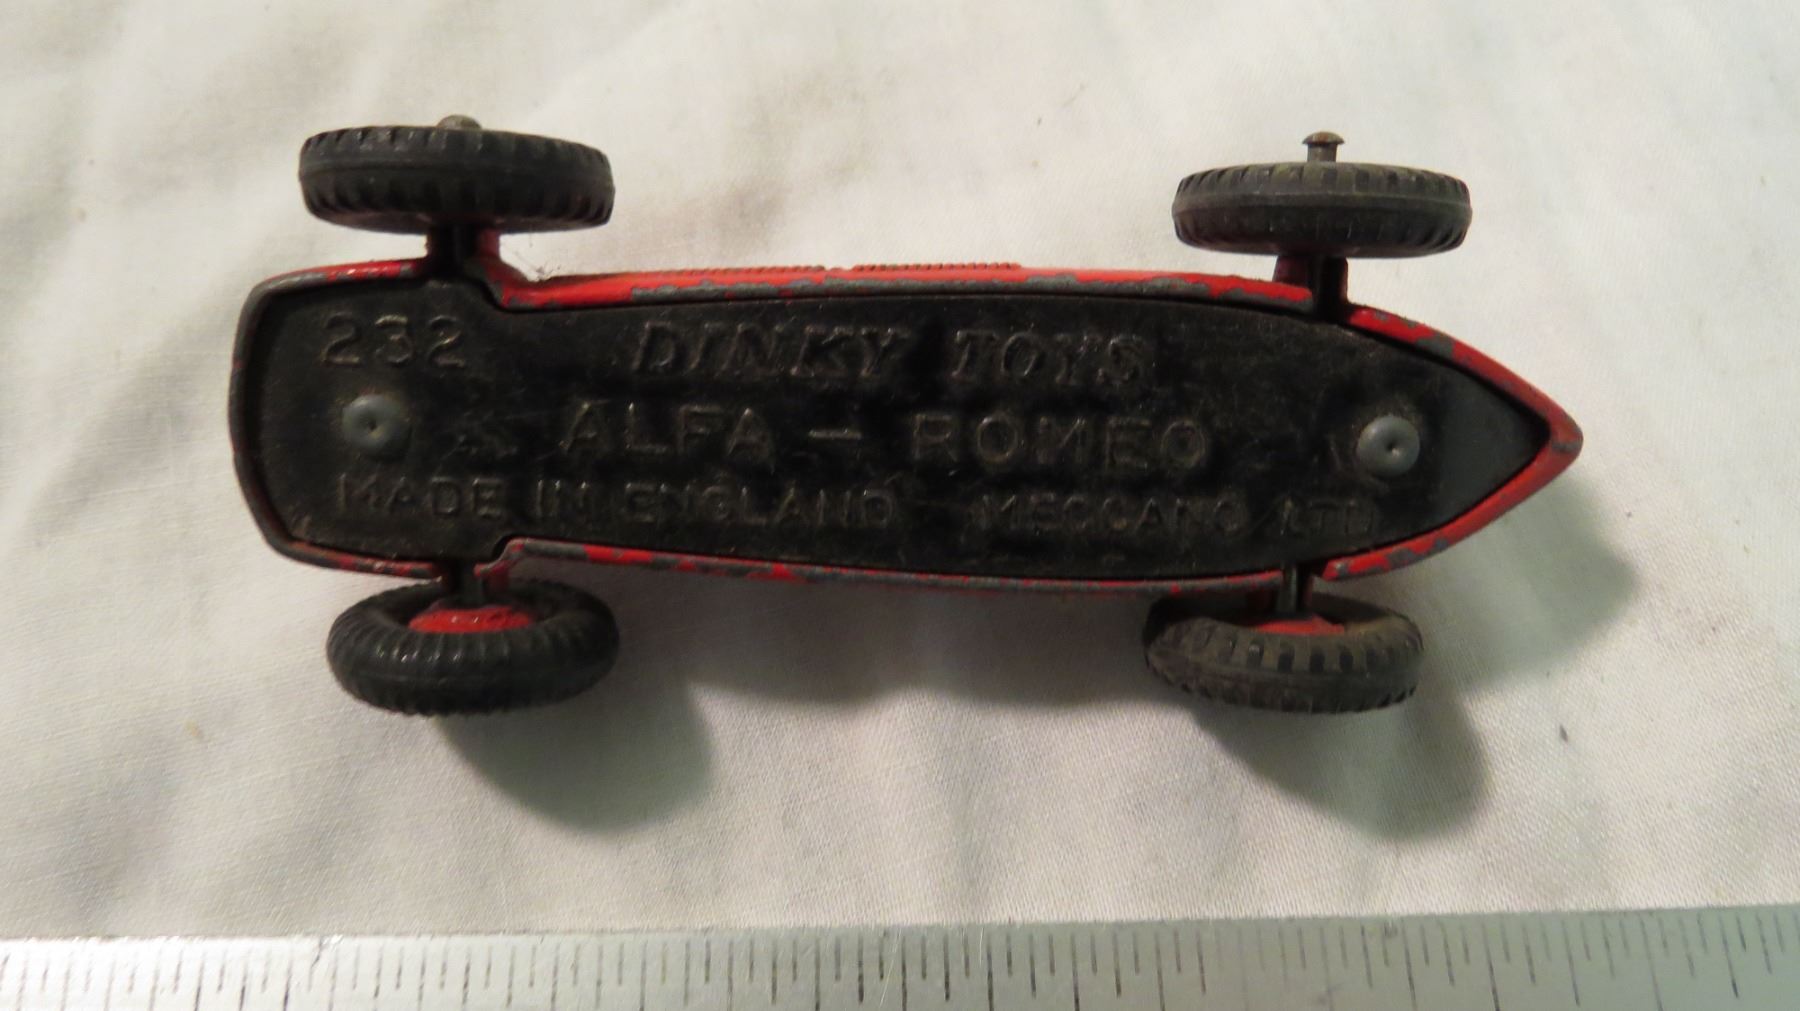 232 DINKY TOYS
ALFA - ROMEO
MADE IN ENGLAND MECCANO LTD